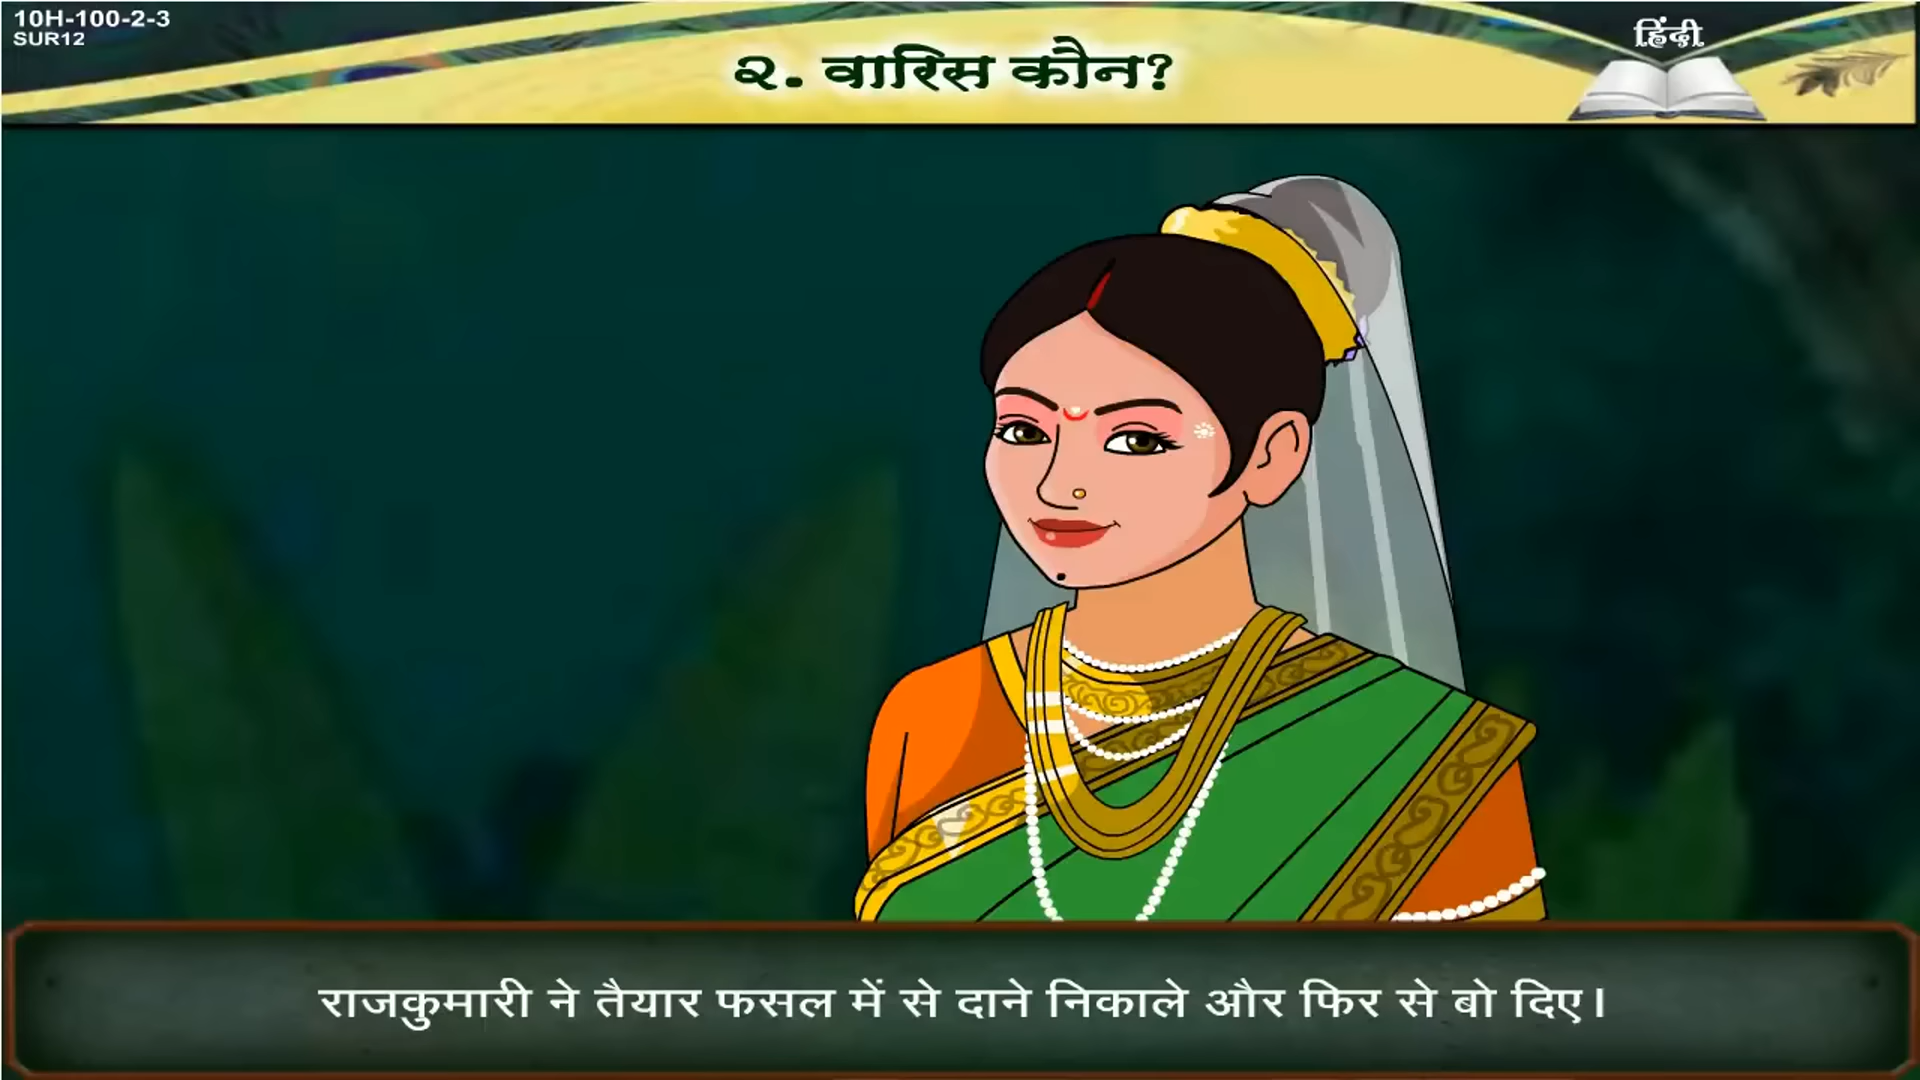 10H-100-2-3
SUR12
२. वारिस कौन?
हिंदी
राजकुमारी ने तैयार फसल में से दाने निकाले और फिर से बो दिए।